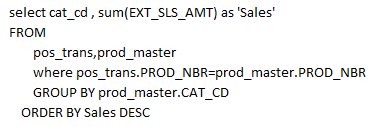 select cat_cd , sum(EXT_SLS_AMT) as 'Sales'
FROM
pos_trans,prod_master
where pos_trans.PROD_NBR=prod_master.PROD_NBR
GROUP BY prod_master.CAT_CD
ORDER BY Sales DESC